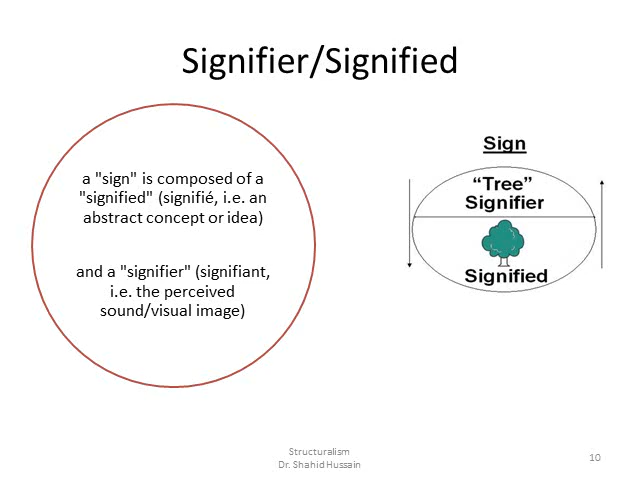 Signifier/Signified
a "sign" is composed of a
"signified" (signifié, i.e. an
abstract concept or idea)
and a "signifier" (signifiant,
i.e. the perceived
sound/visual image)
Sign
“Tree”
Signifier
Signified
Structuralism
Dr. Shahid Hussain
10